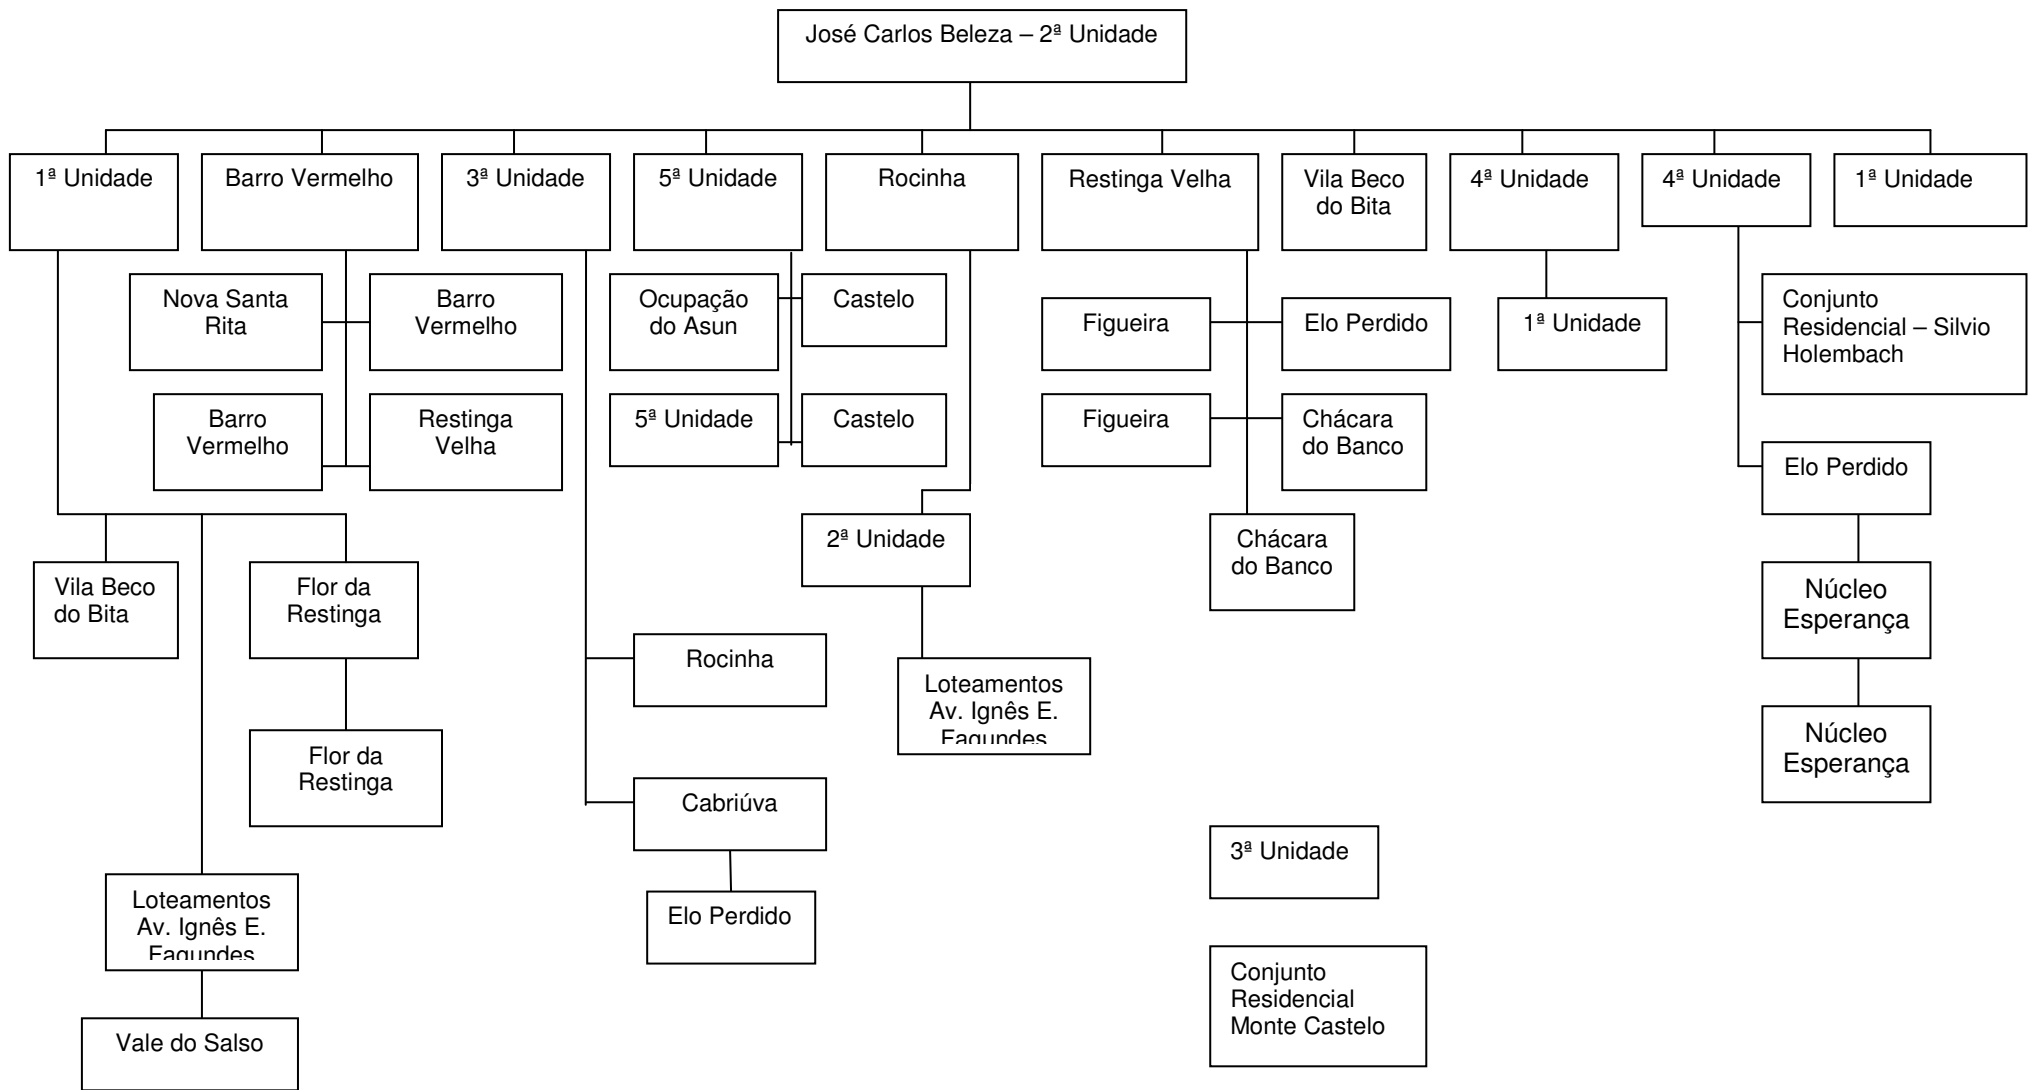 José Carlos Beleza – 2ª Unidade
1ª Unidade
Barro Vermelho
3ª Unidade
5ª Unidade
Rocinha
Restinga Velha
Vila Beco
do Bita
4ª Unidade
4ª Unidade
1ª Unidade
Nova Santa
Rita
Barro
Vermelho
Ocupação
do Asun
Castelo
Figueira
Elo Perdido
1ª Unidade
Conjunto
Residencial – Silvio
Holembach
Barro
Vermelho
Restinga
Velha
5ª Unidade
Castelo
Figueira
Chácara
do Banco
Elo Perdido
2ª Unidade
Chácara
do Banco
Vila Beco
do Bita
Flor da
Restinga
Núcleo
Esperança
Rocinha
Loteamentos
Av. Ignês E.
Fagundes
Flor da
Restinga
Núcleo
Esperança
Cabriúva
3ª Unidade
Loteamentos
Av. Ignês E.
Fagundes
Elo Perdido
Conjunto
Residencial
Monte Castelo
Vale do Salso